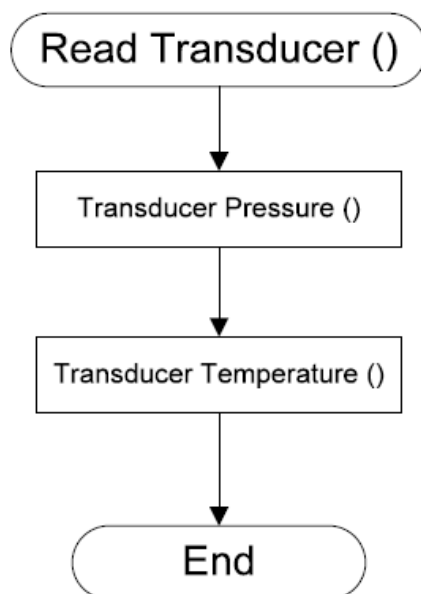 Read Transducer ()
Transducer Pressure ()
Transducer Temperature ()
End